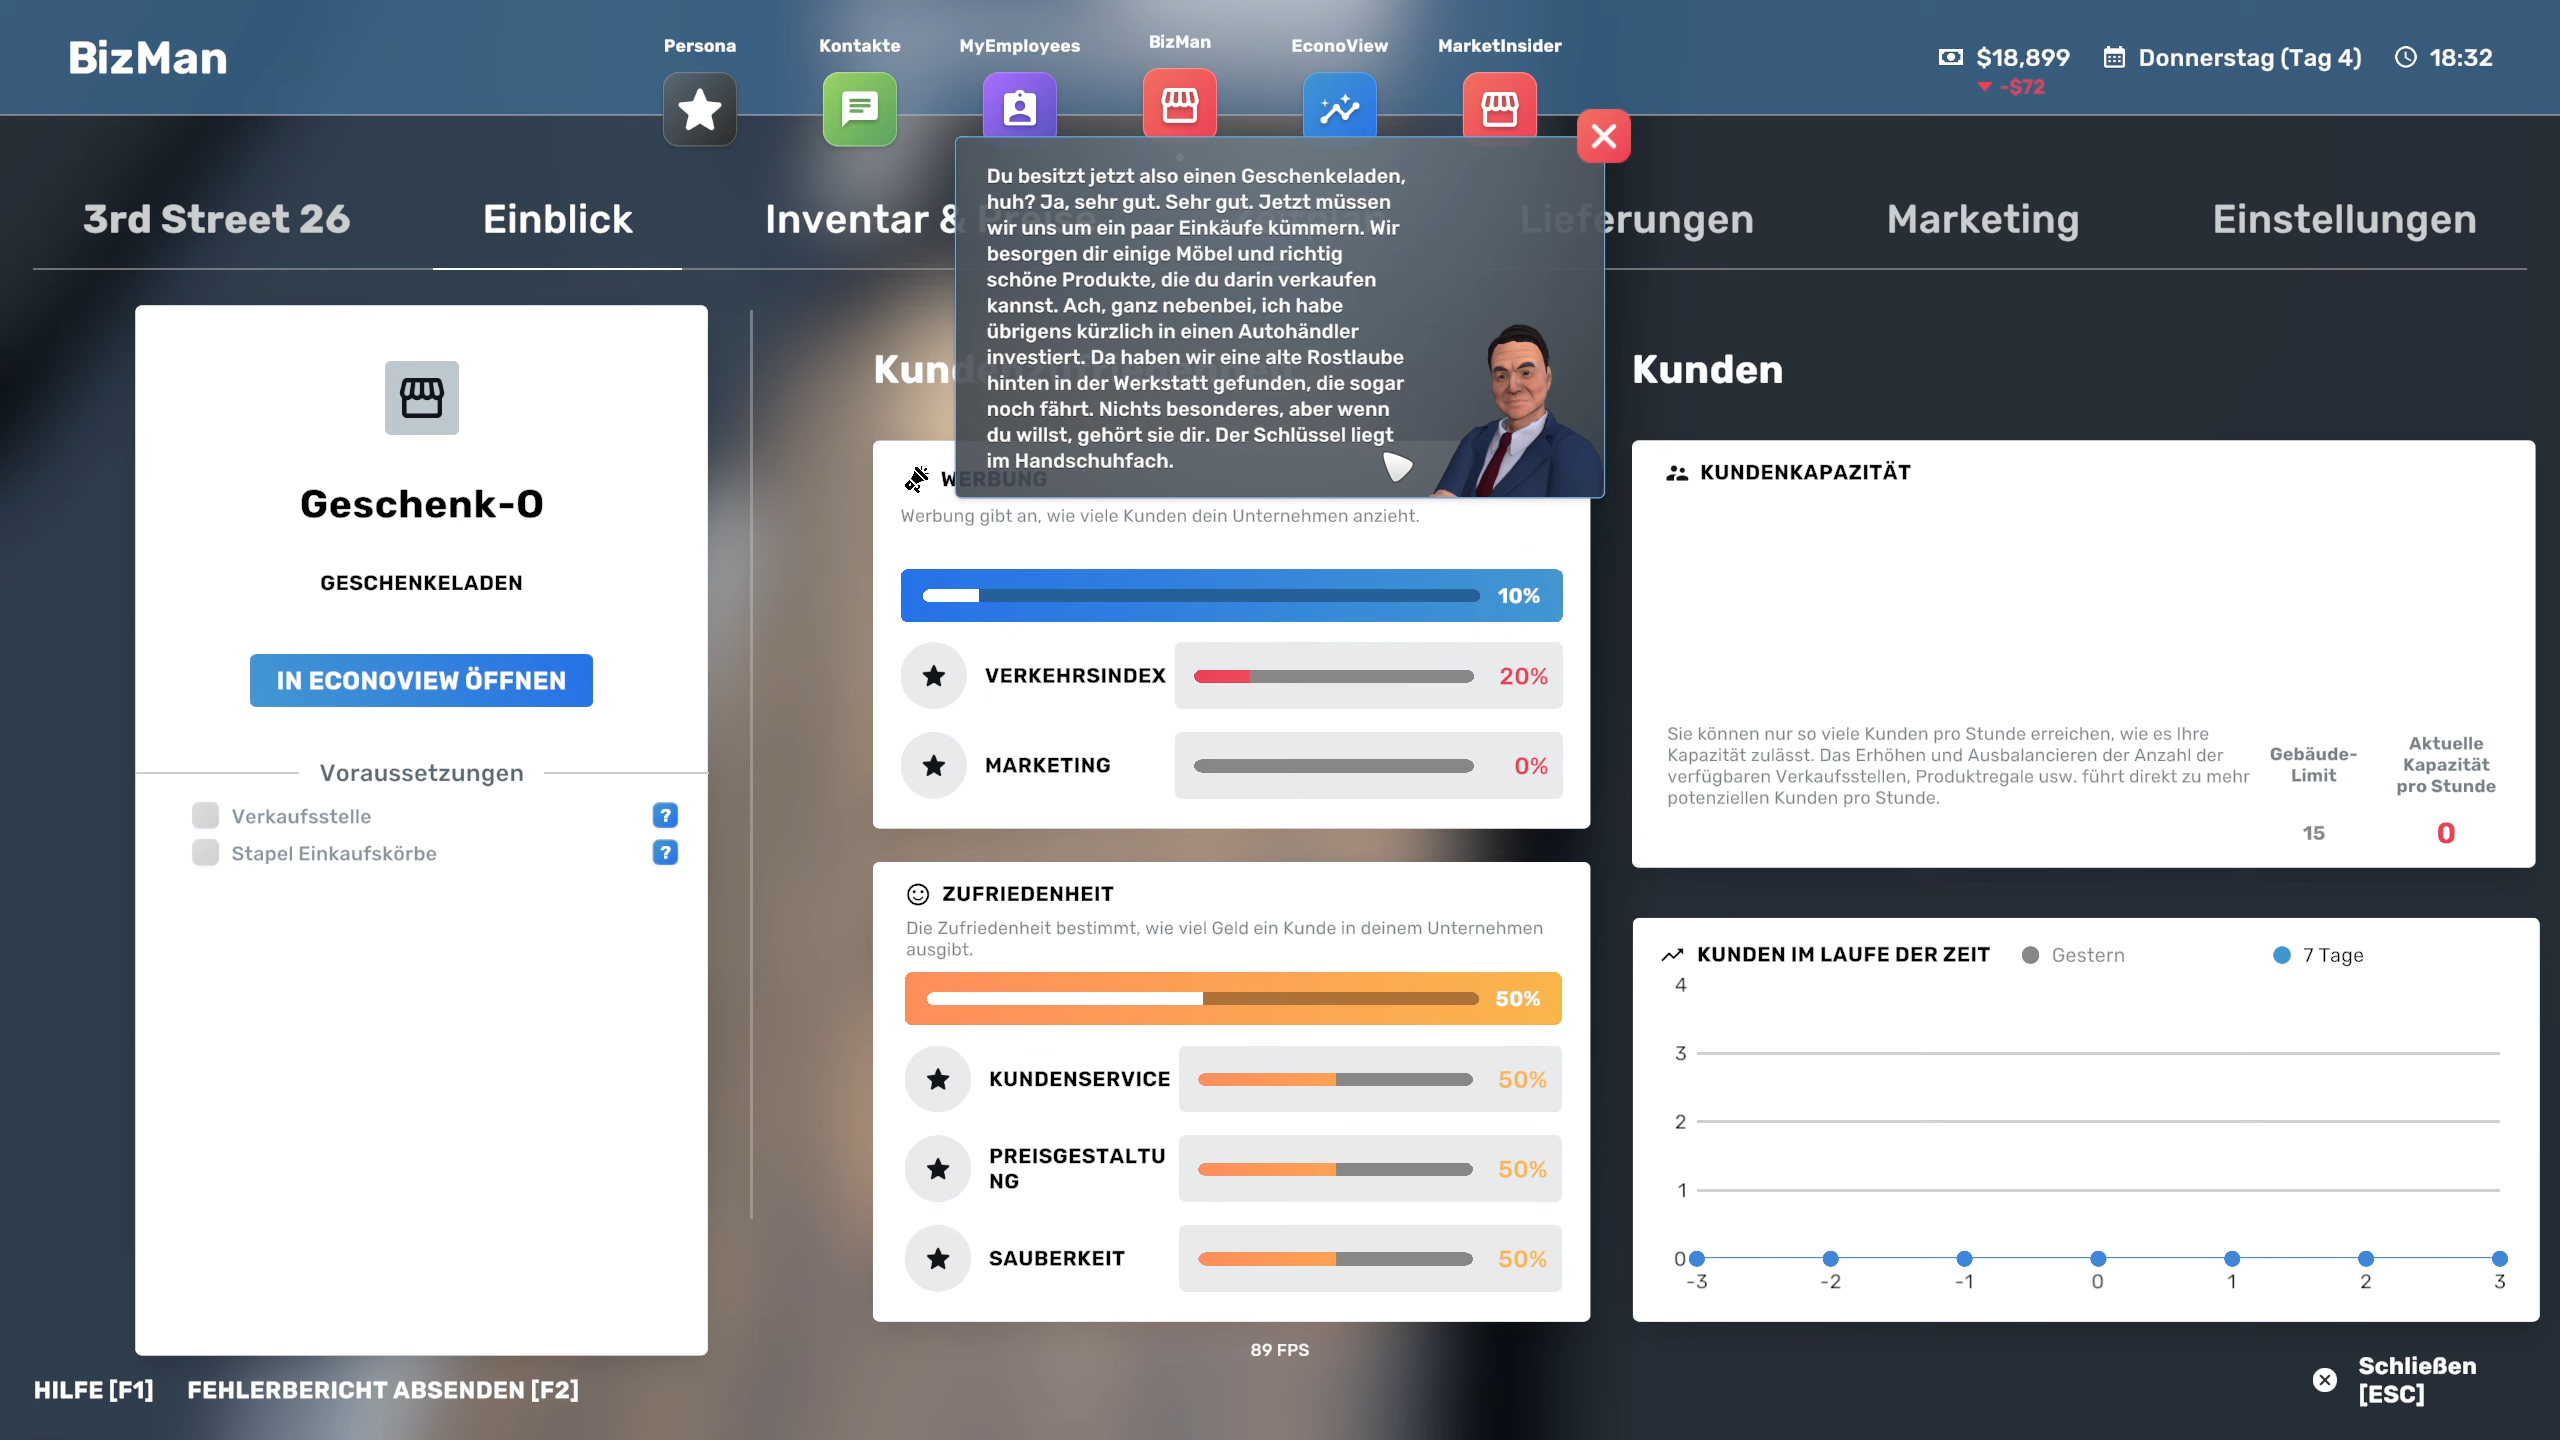 BizMan
Persona
Kontakte
MyEmployees
BizMan
EconoView
MarketInsider
$18,899
-$72
Donnerstag (Tag 4)
18:32
3rd Street 26
Einblick
Inventar & Preise
Lieferungen
Marketing
Einstellungen
Du besitzt jetzt also einen Geschenkeladen,
huh? Ja, sehr gut. Sehr gut. Jetzt müssen
wir uns um ein paar Einkäufe kümmern. Wir
besorgen dir einige Möbel und richtig
schöne Produkte, die du darin verkaufen
kannst. Ach, ganz nebenbei, ich habe
übrigens kürzlich in einen Autohändler
investiert. Da haben wir eine alte Rostlaube
hinten in der Werkstatt gefunden, die sogar
noch fährt. Nichts besonderes, aber wenn
du willst, gehört sie dir. Der Schlüssel liegt
im Handschuhfach.
Geschenk-O
GESCHENKELADEN
IN ECONOVIEW ÖFFNEN
Voraussetzungen
Verkaufsstelle
?
Stapel Einkaufskörbe
?
WERBUNG
Werbung gibt an, wie viele Kunden dein Unternehmen anzieht.
10%
VERKEHRSINDEX
20%
MARKETING
0%
ZUFRIEDENHEIT
Die Zufriedenheit bestimmt, wie viel Geld ein Kunde in deinem Unternehmen
ausgibt.
50%
KUNDENSERVICE
50%
PREISGESTALTU
NG
50%
SAUBERKEIT
50%
Kunden
KUNDENKAPAZITÄT
Sie können nur so viele Kunden pro Stunde erreichen, wie es Ihre
Kapazität zulässt. Das Erhöhen und Ausbalancieren der Anzahl der
verfügbaren Verkaufsstellen, Produktregale usw. führt direkt zu mehr
potenziellen Kunden pro Stunde.
Gebäude-
Limit
15
Aktuelle
Kapazität
pro Stunde
0
KUNDEN IM LAUFE DER ZEIT
Gestern
7 Tage
4
3
2
1
0
-3
-2
-1
0
1
2
3
89 FPS
HILFE [F1]
FEHLERBERICHT ABSENDEN [F2]
Schließen
[ESC]